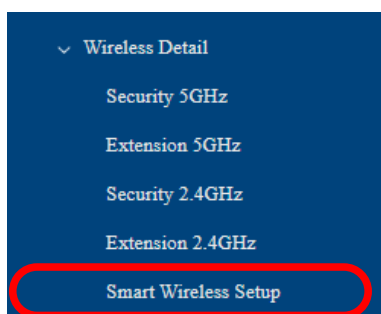 Wireless Detail
Security 5GHz
Extension 5GHz
Security 2.4GHz
Extension 2.4GHz
Smart Wireless Setup